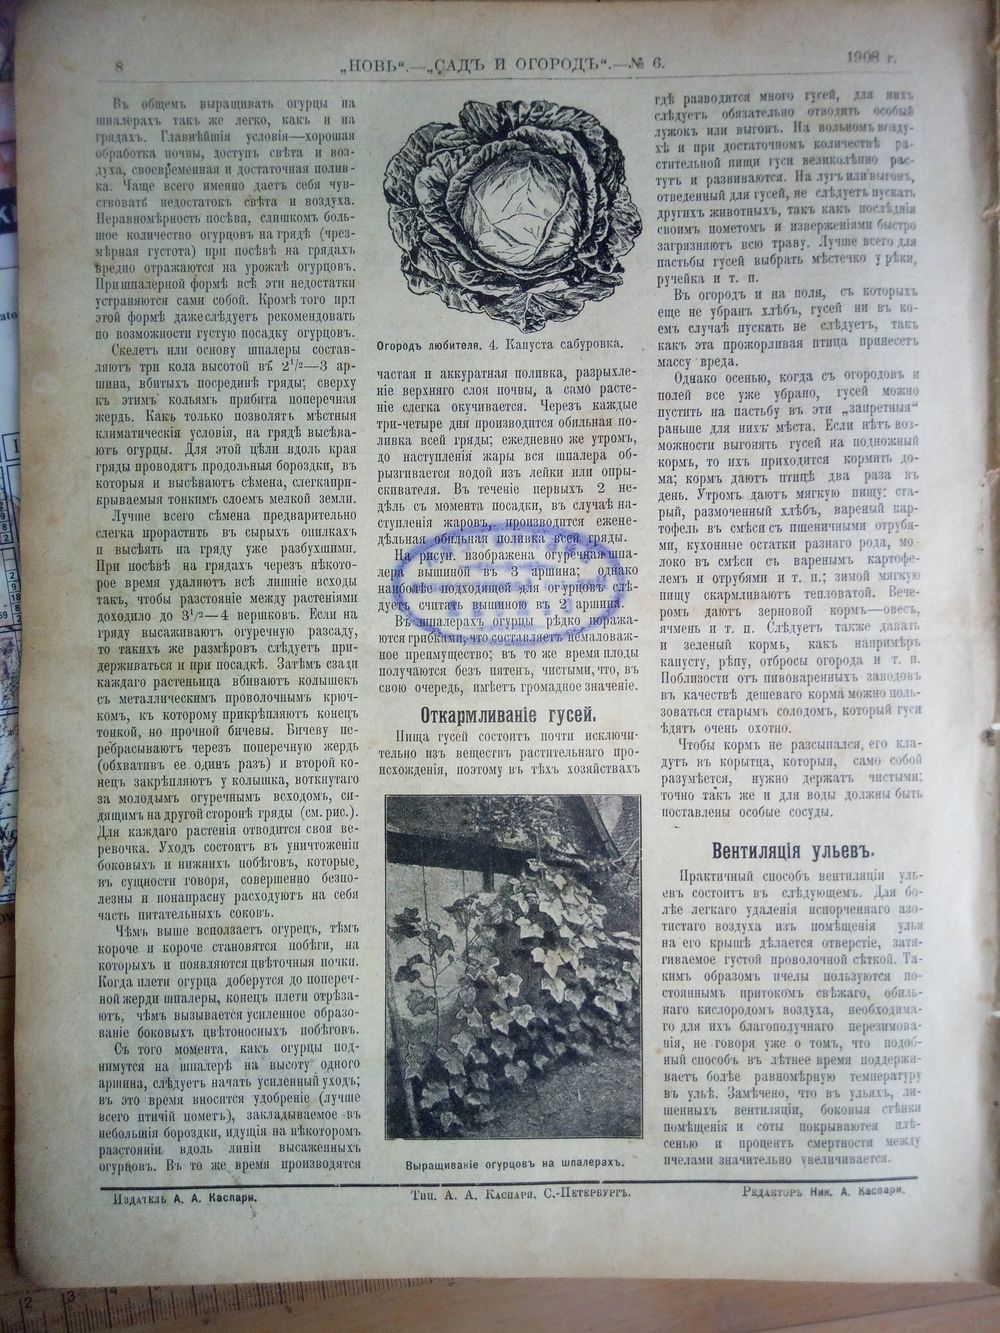 8
„НОВЬ“.—„САДЪ И ОГОРОДЪ“.—№ 6.
1908 г.
Въ общемъ выращивать огурцы на
шпалерахъ такъ же легко, какъ и на
грядахъ. Главнѣйшія условія—хорошая
обработка почвы, доступъ свѣта и воз-
духа, своевременная и достаточная полив-
ка. Чаще всего именно даетъ себя чув-
ствовать недостатокъ свѣта и воздуха.
Неравномѣрность посѣва, слишкомъ боль-
шое количество огурцовъ на грядѣ (чрез-
мѣрная густота) при посѣвѣ на грядахъ
вредно отражаются на урожаѣ огурцовъ.
При шпалерной формѣ всѣ эти недостатки
устраняются сами собой. Кромѣ того при
этой формѣ даже слѣдуетъ рекомендовать
по возможности густую посадку огурцовъ.
Скелетъ или основу шпалеры состав-
ляютъ три кола высотой въ 2½—3 ар-
шина, вбитыхъ посрединѣ гряды; сверху
къ этимъ кольямъ прибита поперечная
жердь. Какъ только позволятъ мѣстныя
климатическія условія, на грядѣ высѣва-
ютъ огурцы. Для этой цѣли вдоль края
гряды проводятъ продольныя бороздки, въ
которыя и высѣваютъ сѣмена, слегка при-
крываемыя тонкимъ слоемъ мелкой земли.
Лучше всего сѣмена предварительно
слегка прорастить въ сырыхъ опилкахъ
и высѣять на гряду уже разбухшими.
При посѣвѣ на грядахъ черезъ нѣкото-
рое время удаляютъ всѣ лишніе всходы
такъ, чтобы разстояніе между растеніями
доходило до 3½—4 вершковъ. Если на
гряду высаживаютъ огуречную разсаду,
то такихъ же размѣровъ слѣдуетъ при-
держиваться и при посадкѣ. Затѣмъ сзади
каждаго растеньица вбиваютъ колышекъ
съ металлическимъ проволочнымъ крюч-
комъ, къ которому прикрѣпляютъ конецъ
тонкой, но прочной бичевы. Бичеву пе-
ребрасываютъ черезъ поперечную жердь
(обхвативъ ее одинъ разъ) и второй ко-
нецъ закрѣпляютъ у колышка, воткнутаго
за молодымъ огуречнымъ всходомъ, си-
дящимъ на другой сторонѣ гряды (см. рис.).
Для каждаго растенія отводится своя ве-
ревочка. Уходъ состоитъ въ уничтоженіи
боковыхъ и нижнихъ побѣговъ, которые,
въ сущности говоря, совершенно безпо-
лезны и понапрасну расходуютъ на себя
часть питательныхъ соковъ.
Чѣмъ выше всползаетъ огурецъ, тѣмъ
короче и короче становятся побѣги, на
которыхъ и появляются цвѣточныя почки.
Когда плети огурца доберутся до попереч-
ной жерди шпалеры, конецъ плети отрѣза-
ютъ, чѣмъ вызывается усиленное образо-
ваніе боковыхъ цвѣтоносныхъ побѣговъ.
Съ того момента, какъ огурцы под-
нимутся на шпалерѣ на высоту одного
аршина, слѣдуетъ начать усиленный уходъ;
въ это время вносится удобреніе (лучше
всего птичій пометъ), закладываемое въ
небольшія бороздки, идущія на нѣкоторомъ
разстояніи вдоль линіи высаженныхъ
огурцовъ. Въ то же время производятся
Огородъ любителя. 4. Капуста сабуровка.
частая и аккуратная поливка, разрыхле-
ніе верхняго слоя почвы, а само расте-
ніе слегка окучивается. Черезъ каждые
три-четыре дня производится обильная по-
ливка всей гряды; ежедневно же утромъ,
до наступленія жары вся шпалера об-
рызгивается водой изъ лейки или опры-
скивателя. Въ теченіе первыхъ 2 не-
дѣль съ момента посадки, въ случаѣ на-
ступленія жаровъ, производится ежене-
дѣльная обильная поливка всей гряды.
На рисун. изображена огуречная шпа-
лера вышиной въ 3 аршина; однако
наиболѣе подходящей для огурцовъ слѣ-
дуетъ считать вышиною въ 2 аршина.
Въ шпалерахъ огурцы рѣдко поража-
ются грибками, что составляетъ немаловаж-
ное преимущество; въ то же время плоды
получаются безъ пятенъ, чистыми, что, въ
свою очередь, имѣетъ громадное значеніе.
Откармливаніе гусей.
Пища гусей состоитъ почти исключи-
тельно изъ веществъ растительнаго про-
исхожденія, поэтому въ тѣхъ хозяйствахъ
Выращиваніе огурцовъ на шпалерахъ.
гдѣ разводится много гусей, для нихъ
слѣдуетъ обязательно отводить особый
лужокъ или выгонъ. На вольномъ возду-
хѣ и при достаточномъ количествѣ ра-
стительной пищи гуси великолѣпно рас-
тутъ и развиваются. На лугъ или выгонъ,
отведенный для гусей, не слѣдуетъ пускать
другихъ животныхъ, такъ какъ послѣднія
своимъ пометомъ и изверженіями быстро
загрязняютъ всю траву. Лучше всего для
пастьбы гусей выбрать мѣстечко у рѣки,
ручейка и т. п.
Въ огородъ и на поля, съ которыхъ
еще не убранъ хлѣбъ, гусей ни въ ко-
емъ случаѣ пускать не слѣдуетъ, такъ
какъ эта прожорливая птица принесетъ
массу вреда.
Однако осенью, когда съ огородовъ и
полей все уже убрано, гусей можно
пустить на пастьбу въ эти „запретныя“
раньше для нихъ мѣста. Если нѣтъ воз-
можности выгонять гусей на подножный
кормъ, то ихъ приходится кормить до-
ма; кормъ даютъ птицѣ два раза въ
день. Утромъ даютъ мягкую пищу: ста-
рый, размоченный хлѣбъ, вареный кар-
тофель въ смѣси съ пшеничными отрубя-
ми, кухонные остатки разнаго рода, мо-
локо въ смѣси съ варенымъ картофе-
лемъ и отрубями и т. п.; зимой мягкую
пищу скармливаютъ тепловатой. Вече-
ромъ даютъ зерновой кормъ—овесъ,
ячмень и т. п. Слѣдуетъ также давать
и зеленый кормъ, какъ напримѣръ
капусту, рѣпу, отбросы огорода и т. п.
Поблизости отъ пивоваренныхъ заводовъ
въ качествѣ дешеваго корма можно поль-
зоваться старымъ солодомъ, который гуси
ѣдятъ очень охотно.
Чтобы кормъ не разсыпался, его кла-
дутъ въ корытца, которыя, само собой
разумѣется, нужно держать чистыми;
точно такъ же и для воды должны быть
поставлены особые сосуды.
Вентиляція ульевъ.
Практичный способъ вентиляціи уль-
евъ состоитъ въ слѣдующемъ. Для бо-
лѣе легкаго удаленія испорченнаго азо-
тистаго воздуха изъ помѣщенія улья
на его крышѣ дѣлается отверстіе, затя-
гиваемое густой проволочной сѣткой. Та-
кимъ образомъ пчелы пользуются по-
стояннымъ притокомъ свѣжаго, обиль-
наго кислородомъ воздуха, необходима-
го для ихъ благополучнаго перезимова-
нія, не говоря уже о томъ, что подоб-
ный способъ въ лѣтнее время поддержи-
ваетъ болѣе равномѣрную температуру
въ ульѣ. Замѣчено, что въ ульяхъ, ли-
шенныхъ вентиляціи, боковыя стѣнки
помѣщенія и соты покрываются плѣ-
сенью и процентъ смертности между
пчелами значительно увеличивается.
Издатель А. А. Каспари.
Тип. А. А. Каспари, С.-Петербургъ.
Редакторъ Ник. А. Каспари.